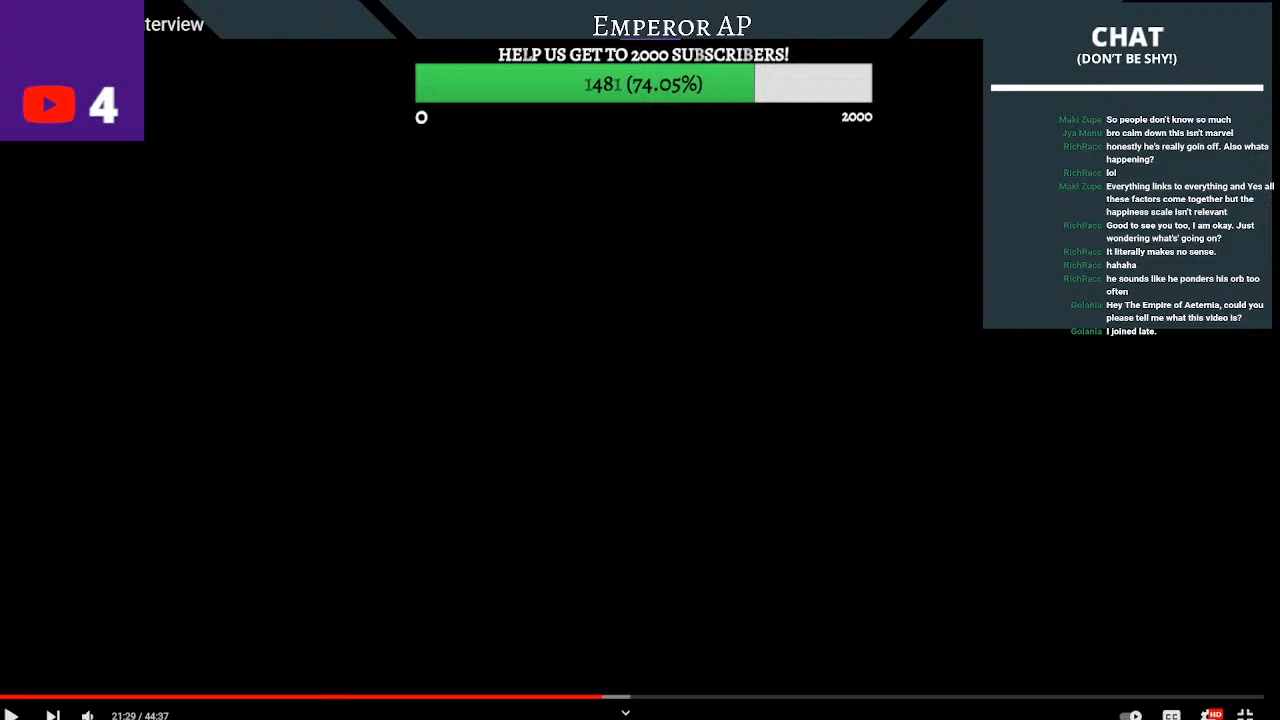 terview
EMPEROR AP
HELP US GET TO 2000 SUBSCRIBERS!
1481 (74.05%)
0
2000
4
CHAT
(DON'T BE SHY!)
Maki Zupe So people don't know so much
Jya Manu bro calm down this isn't marvel
RichRacc honestly he's really goin off. Also whats
happening?
RichRacc lol
Maki Zupe Everything links to everything and Yes all
these factors come together but the
happiness scale isn't relevant
RichRacc Good to see you too, I am okay. Just
wondering what's' going on?
RichRacc It literally makes no sense.
RichRacc hahaha
RichRacc he sounds like he ponders his orb too
often
Golania Hey The Empire of Aeternia, could you
please tell me what this video is?
Golania I joined late.
21:29 / 44:37
CC
HD